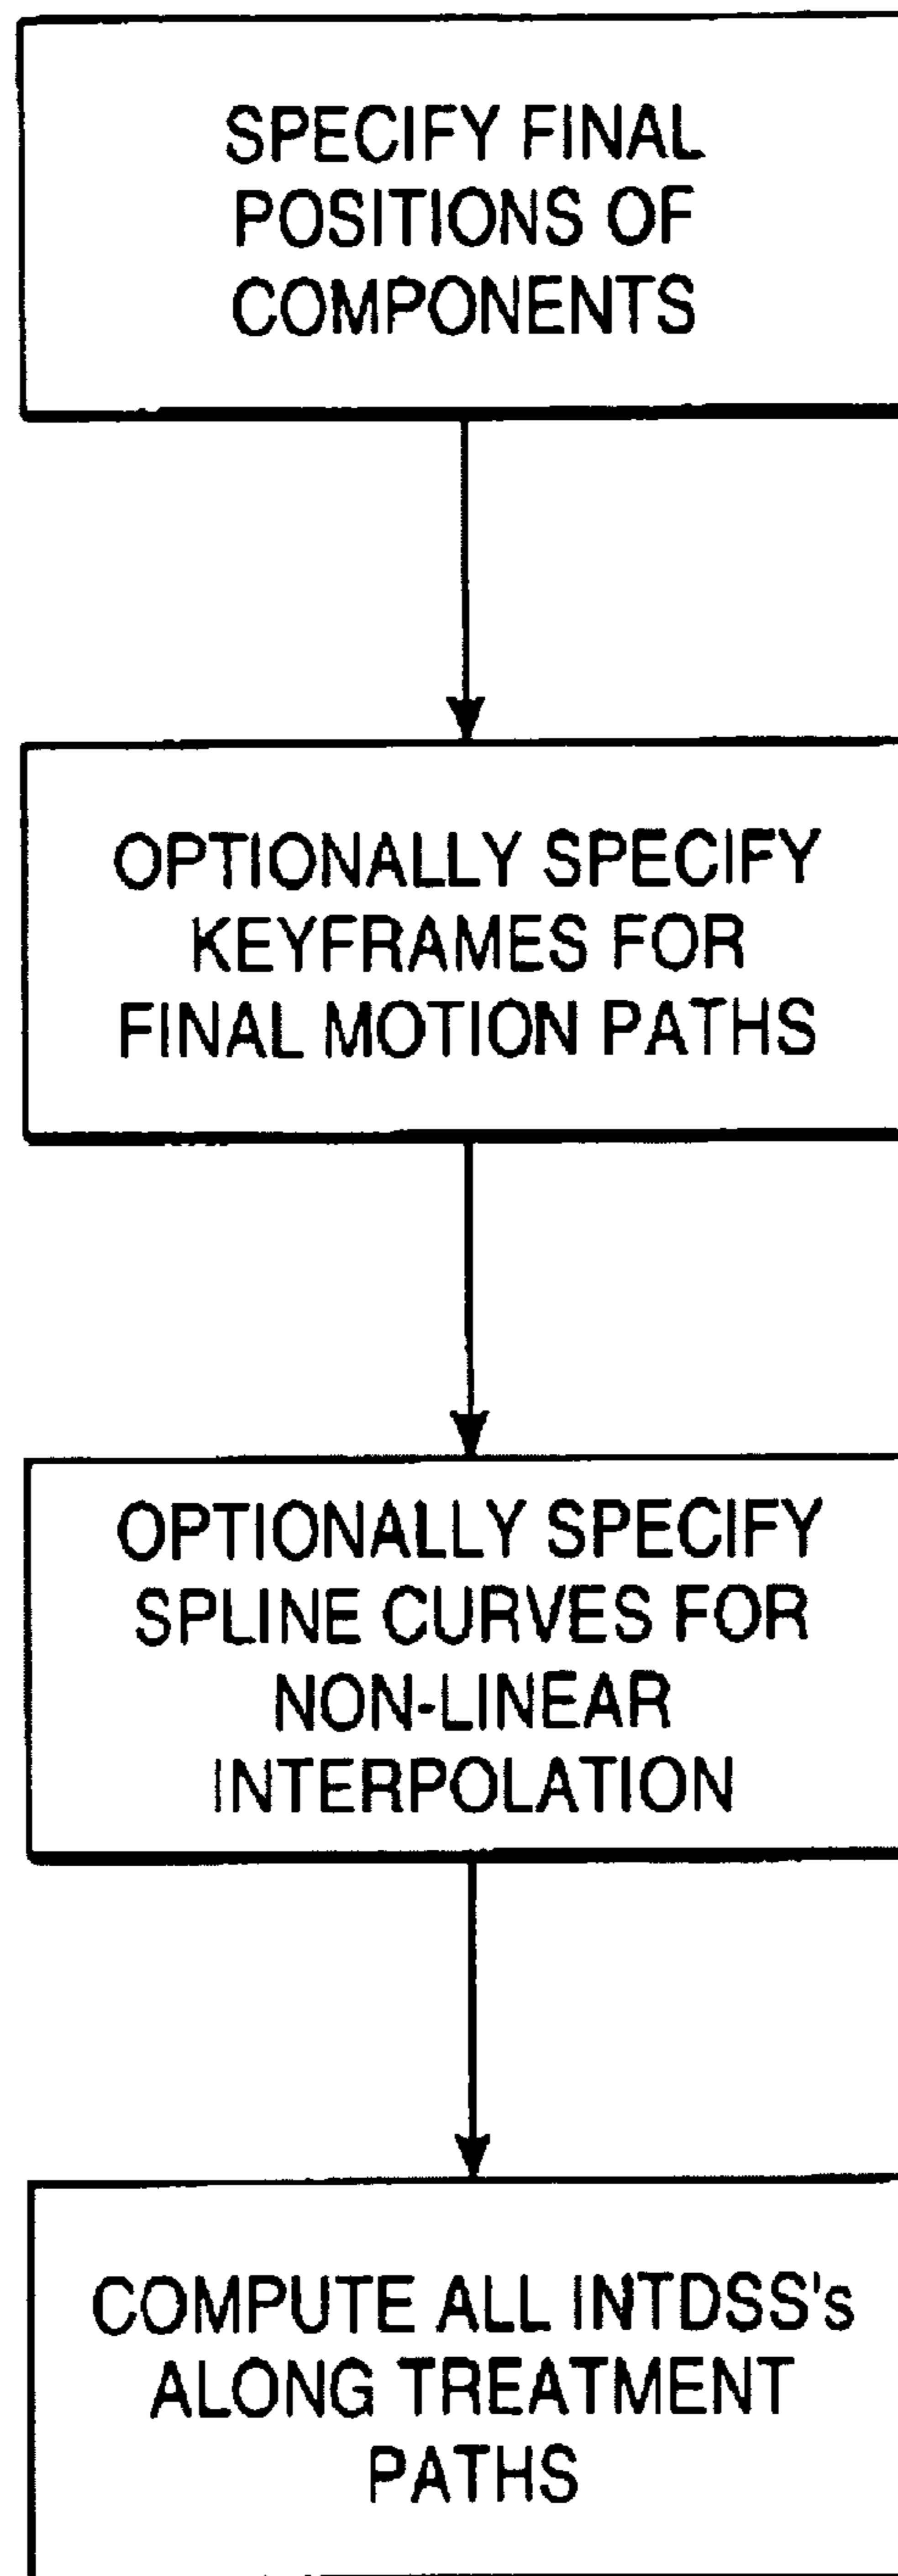 SPECIFY FINAL
POSITIONS OF
COMPONENTS
OPTIONALLY SPECIFY
KEYFRAMES FOR
FINAL MOTION PATHS
OPTIONALLY SPECIFY
SPLINE CURVES FOR
NON-LINEAR
INTERPOLATION
COMPUTE ALL INTDSS's
ALONG TREATMENT
PATHS